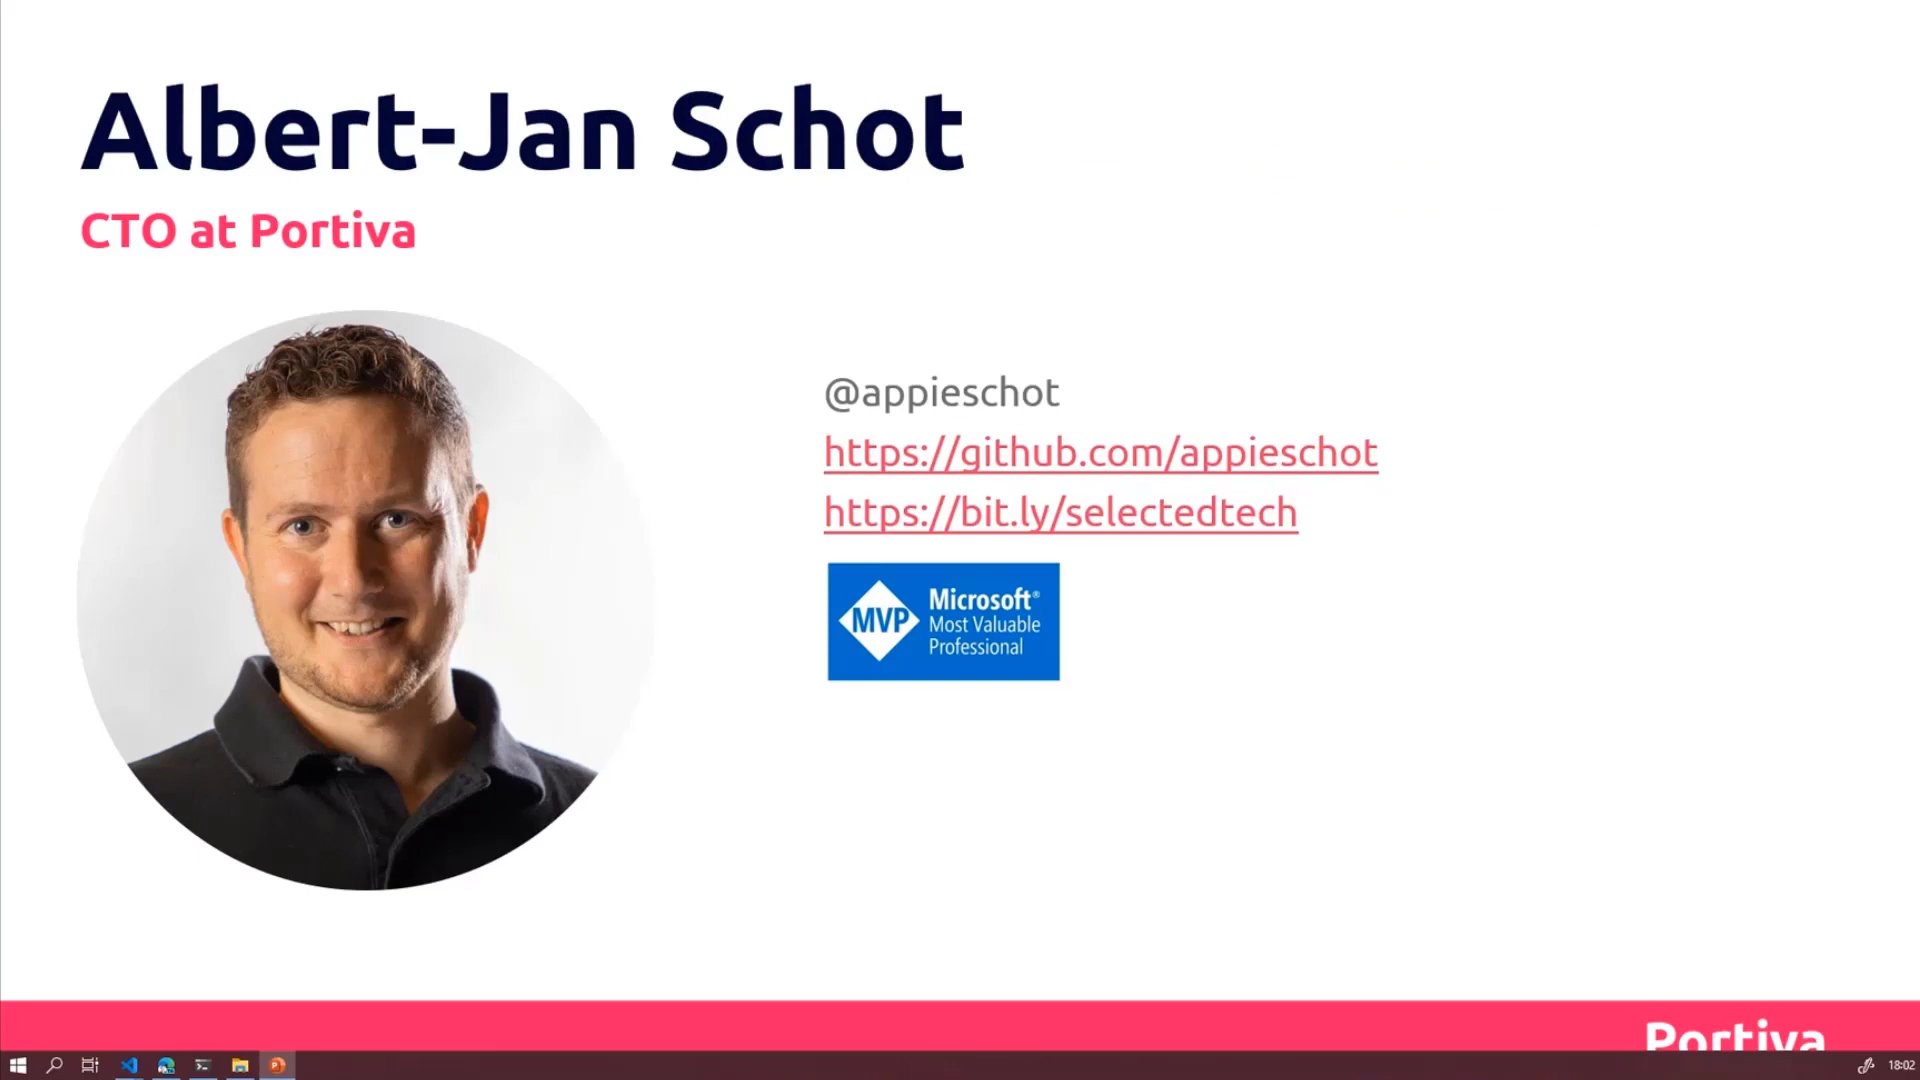 Albert-Jan Schot
CTO at Portiva
@appieschot
https://github.com/appieschot
https://bit.ly/selectedtech
MVP
Microsoft®
Most Valuable
Professional
Portiva
18:02